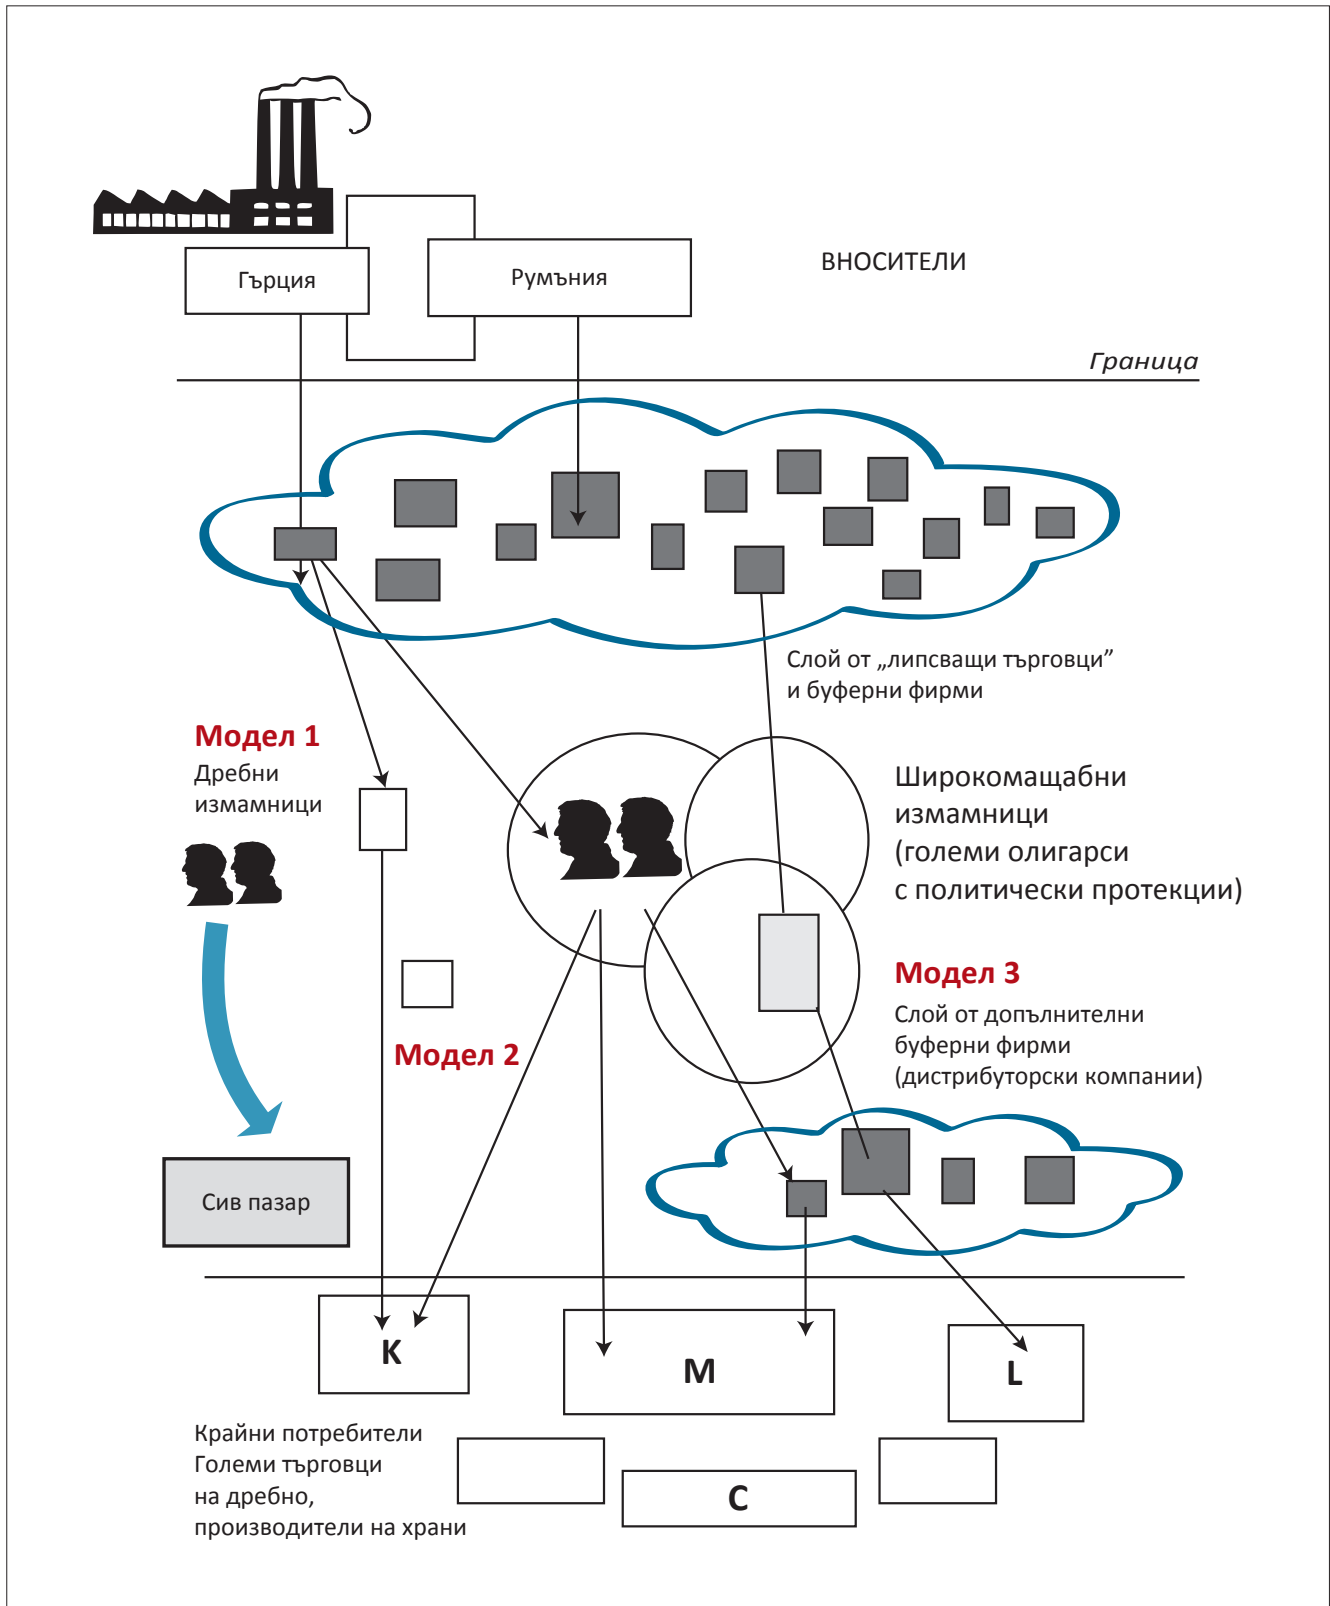 Гърция
Румъния
ВНОСИТЕЛИ
Граница
Слой от „липсващи търговци”
и буферни фирми
Модел 1
Дребни
измамници
Широкомащабни
измамници
(големи олигарси
с политически протекции)
Модел 3
Слой от допълнителни
буферни фирми
(дистрибуторски компании)
Модел 2
Сив пазар
K
M
L
Крайни потребители
Големи търговци
на дребно,
производители на храни
C